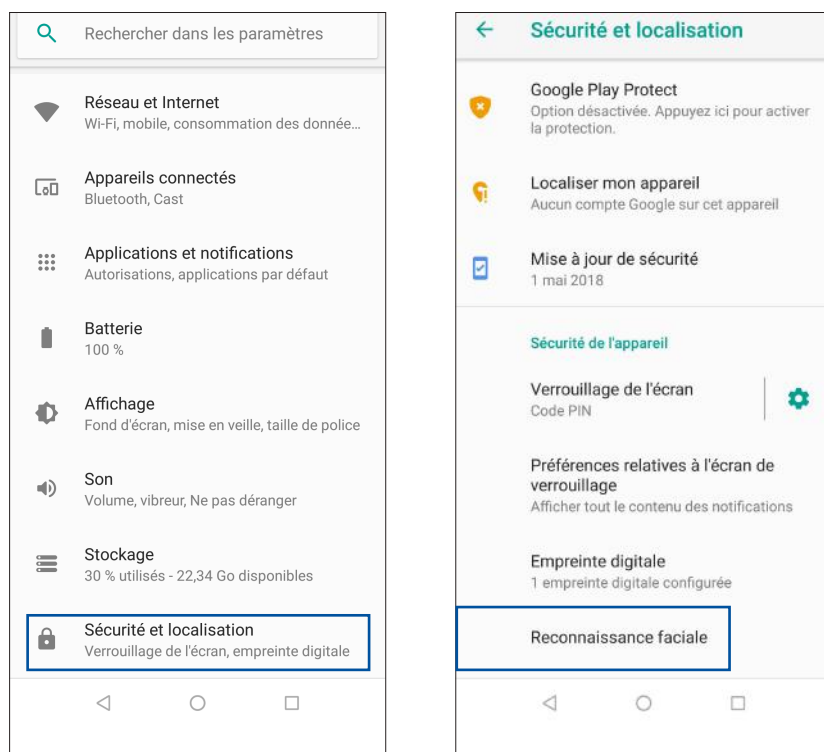 Rechercher dans les paramètres
Réseau et Internet
Wi-Fi, mobile, consommation des donnée...
Appareils connectés
Bluetooth, Cast
Applications et notifications
Autorisations, applications par défaut
Batterie
100 %
Affichage
Fond d'écran, mise en veille, taille de police
Son
Volume, vibreur, Ne pas déranger
Stockage
30 % utilisés - 22,34 Go disponibles
Sécurité et localisation
Verrouillage de l'écran, empreinte digitale
Sécurité et localisation
Google Play Protect
Option désactivée. Appuyez ici pour activer
la protection.
Localiser mon appareil
Aucun compte Google sur cet appareil
Mise à jour de sécurité
1 mai 2018
Sécurité de l'appareil
Verrouillage de l'écran
Code PIN
Préférences relatives à l'écran de
verrouillage
Afficher tout le contenu des notifications
Empreinte digitale
1 empreinte digitale configurée
Reconnaissance faciale